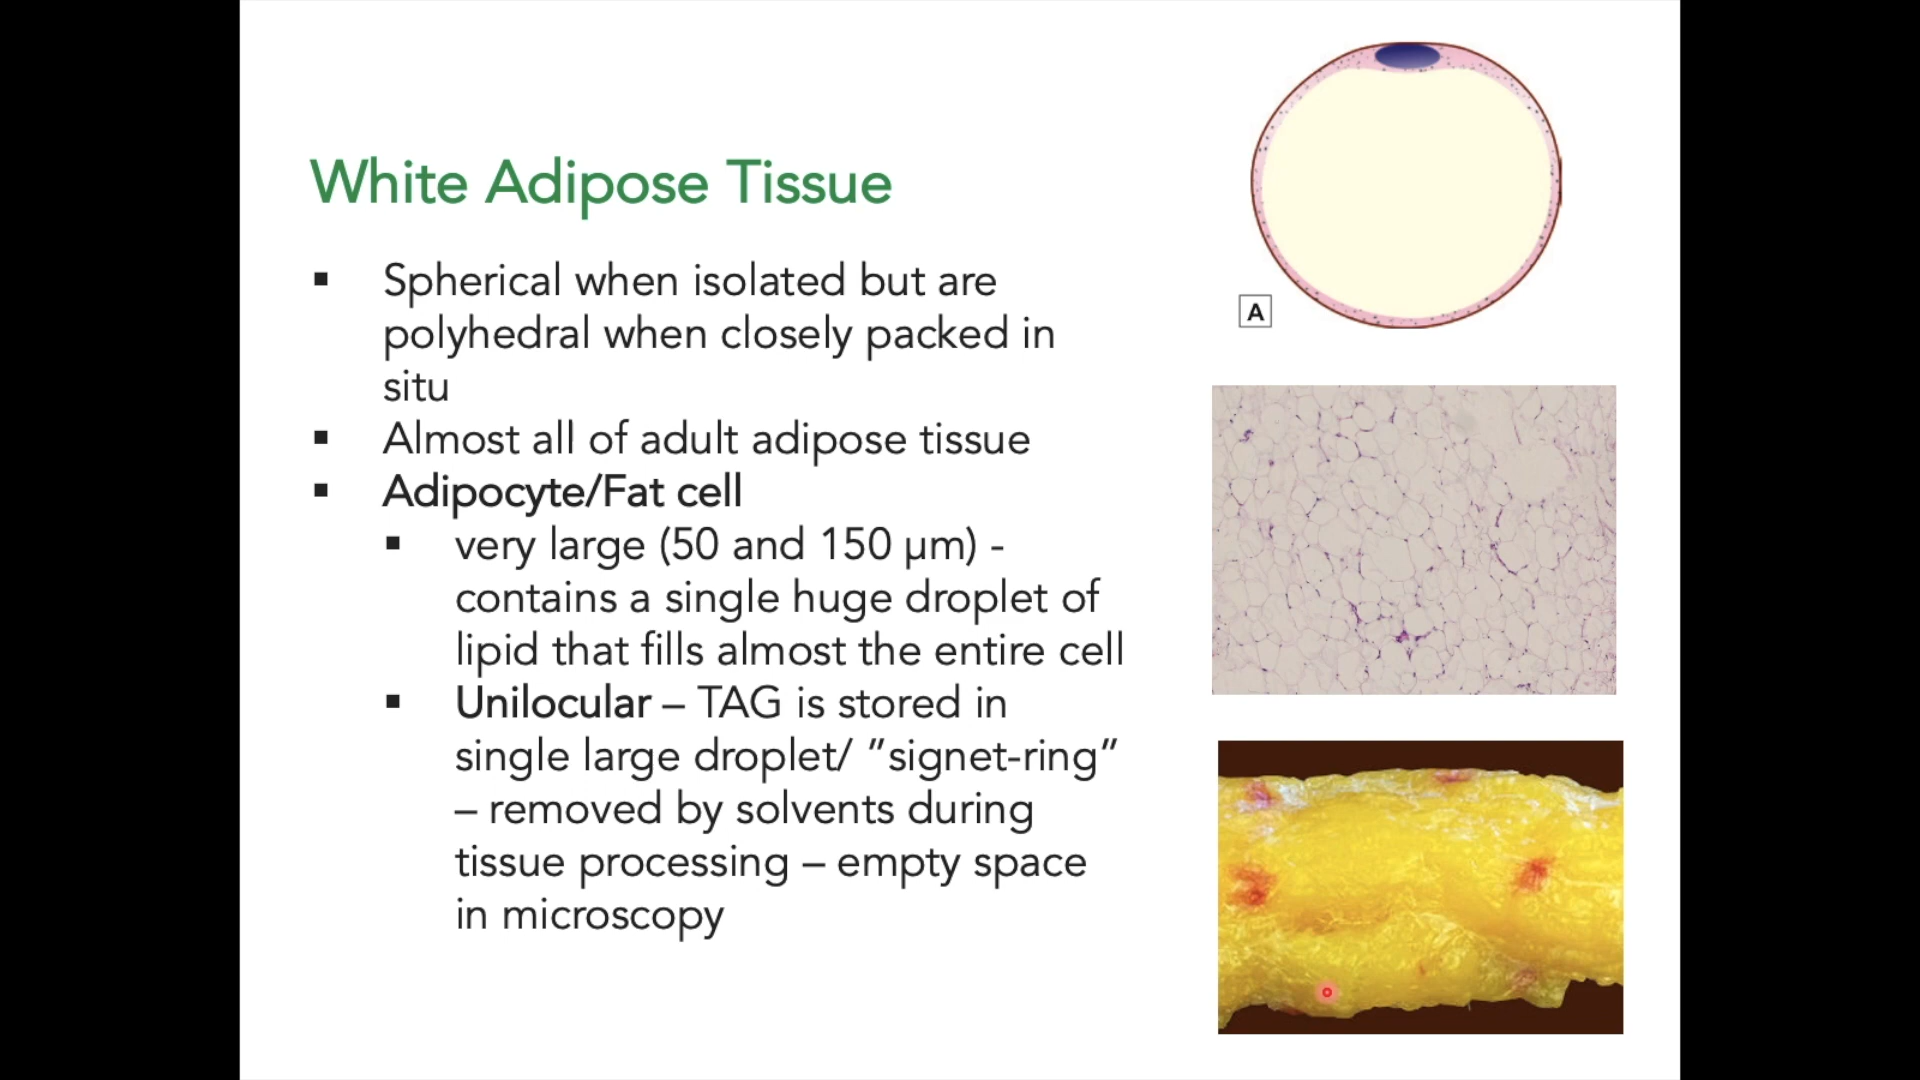 White Adipose Tissue
▪ Spherical when isolated but are
polyhedral when closely packed in
situ
▪ Almost all of adult adipose tissue
▪ Adipocyte/Fat cell
▪ very large (50 and 150 μm) -
contains a single huge droplet of
lipid that fills almost the entire cell
▪ Unilocular – TAG is stored in
single large droplet/ ”signet-ring”
– removed by solvents during
tissue processing – empty space
in microscopy
A